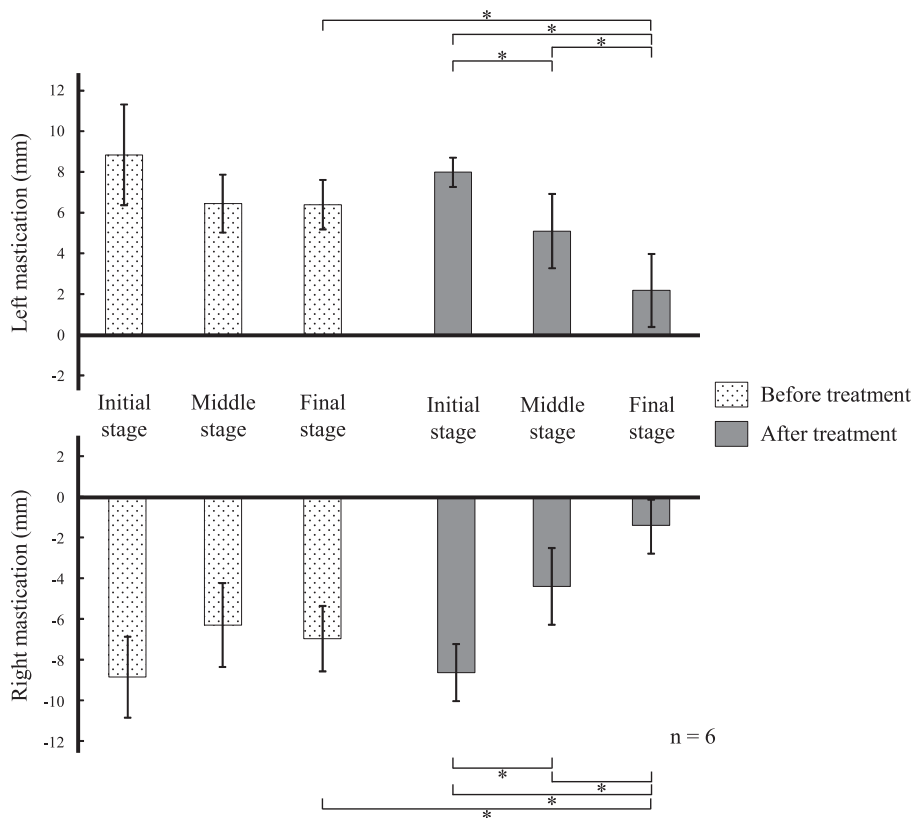 *
*
*
*
Left mastication (mm)
12
10
8
6
4
2
0
-2
Initial stage
Middle stage
Final stage
Initial stage
Middle stage
Final stage
Before treatment
After treatment
Right mastication (mm)
2
0
-2
-4
-6
-8
-10
-12
n = 6
*
*
*
*